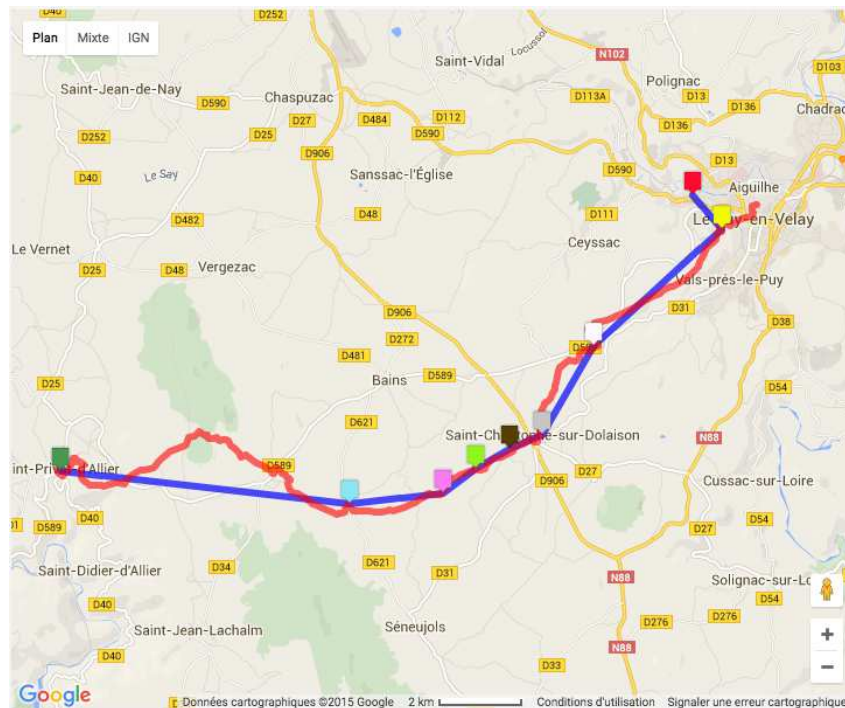 D40
D252
Plan
Mixte
IGN
Saint-Vidal
Locussol
N102
D103
Polignac
D13
Saint-Jean-de-Nay
D590
Chaspuzac
D113A
D136
Chadrac
D27
D484
D112
D252
D25
D590
D136
D906
D13
Le Say
D590
D40
Sanssac-l'Église
Aiguilhe
D482
D48
D111
Le Puy-en-Velay
Le Vernet
Ceyssac
D25
D48
Vergezac
Vals-près-le-Puy
D31
D906
D38
D272
D481
D25
Bains
D589
D54
D621
Saint-Christophe-sur-Dolaison
N88
int-Privat-d'Allier
D589
D27
D906
Cussac-sur-Loire
D40
D54
D589
D27
D621
N88
Saint-Didier-d'Allier
D34
D31
Solignac-sur-Lo
D54
D40
D276
D276
Séneujols
Saint-Jean-Lachalm
N88
D40
D33
Google
Données cartographiques ©2015 Google
2 km
Conditions d'utilisation
Signaler une erreur cartographique